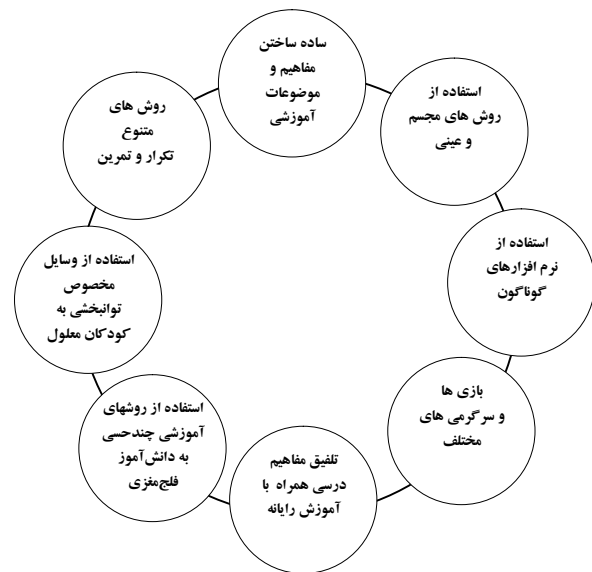 ساده ساختن
مفاهیم و
موضوعات
آموزشی
استفاده از
روش های مجسم
و عینی
استفاده از
نرم افزارهای
گوناگون
بازی ها
و سرگرمی های
مختلف
تلفیق مفاهیم
درسی همراه با
آموزش رایانه
استفاده از روشهای
آموزشی چندحسی
به دانش‌آموز
فلج‌مغزی
استفاده از وسایل
مخصوص
توانبخشی به
کودکان معلول
روش های
متنوع
تکرار و تمرین